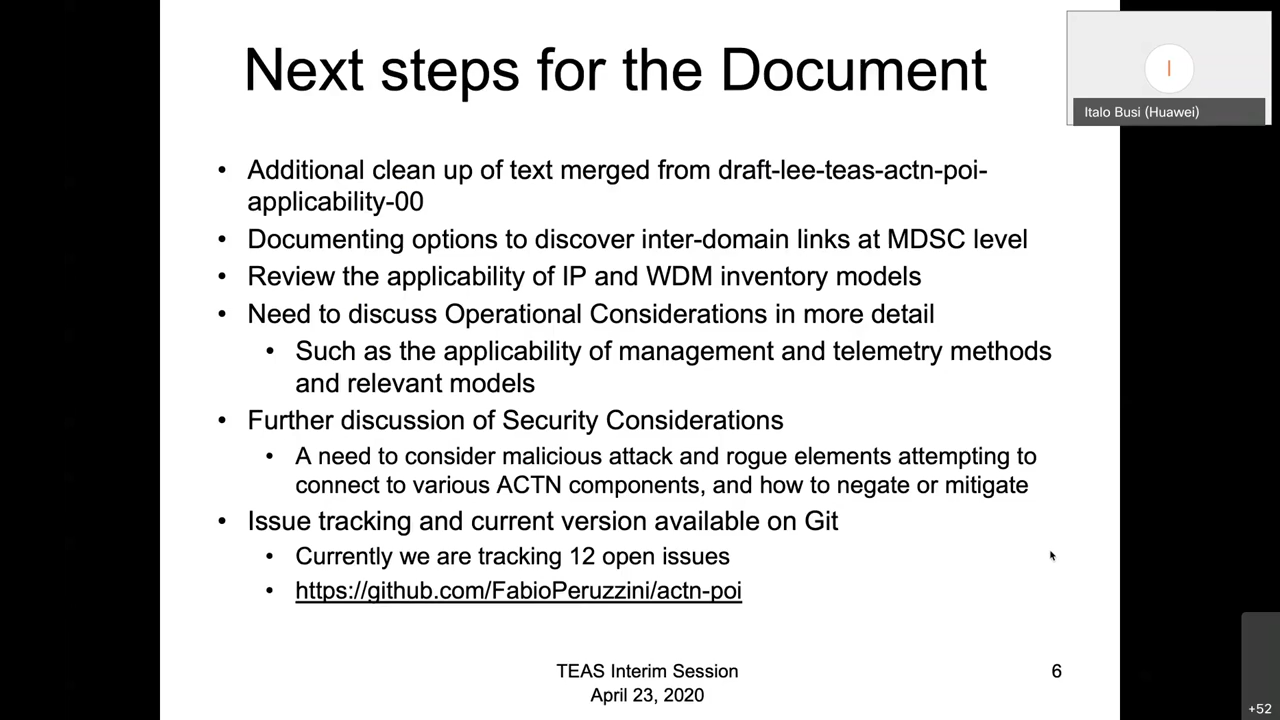 Next steps for the Document
I
Italo Busi (Huawei)
• Additional clean up of text merged from draft-lee-teas-actn-poi-
applicability-00
• Documenting options to discover inter-domain links at MDSC level
• Review the applicability of IP and WDM inventory models
• Need to discuss Operational Considerations in more detail
• Such as the applicability of management and telemetry methods
and relevant models
• Further discussion of Security Considerations
• A need to consider malicious attack and rogue elements attempting to
connect to various ACTN components, and how to negate or mitigate
• Issue tracking and current version available on Git
• Currently we are tracking 12 open issues
• https://github.com/FabioPeruzzini/actn-poi
TEAS Interim Session
April 23, 2020
6
+52